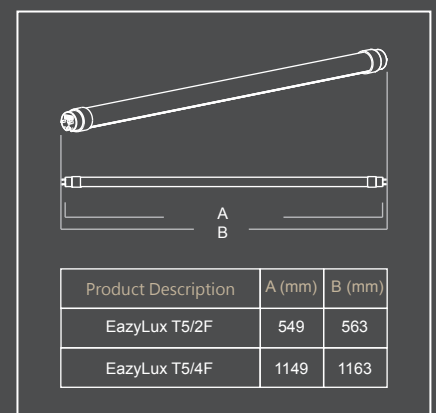 A
B
Product Description A (mm) B (mm)
EazyLux T5/2F 549 563
EazyLux T5/4F 1149 1163